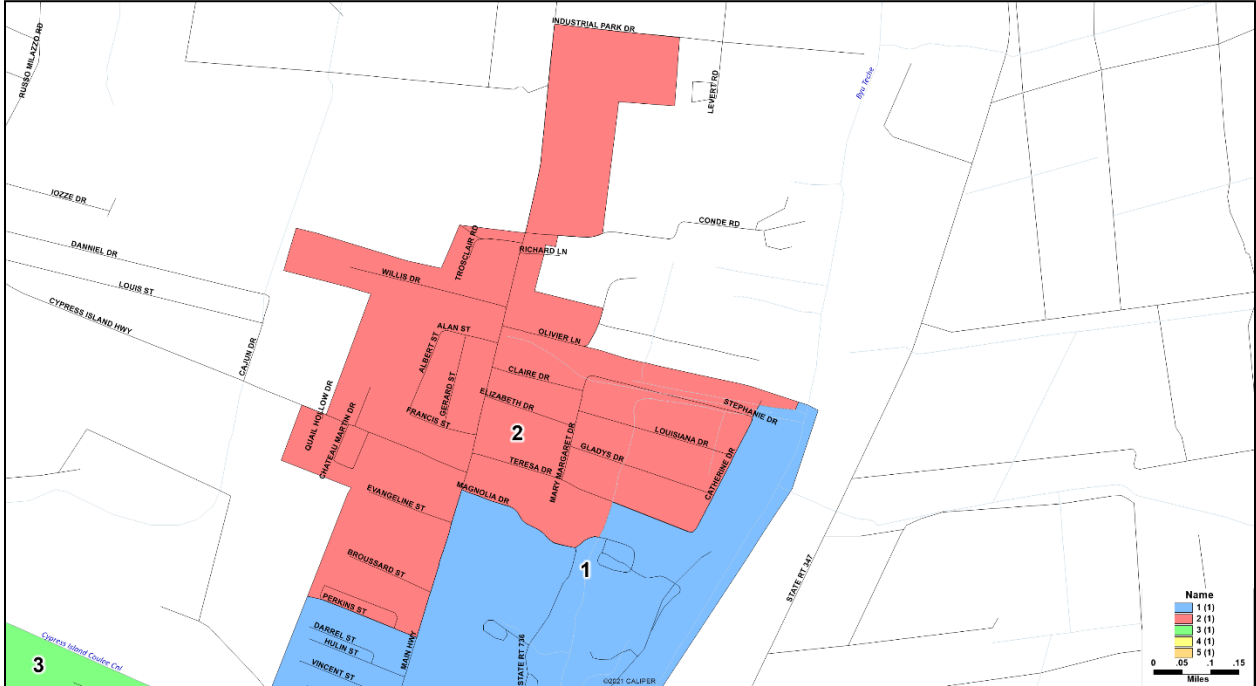 INDUSTRIAL PARK DR
RUSSO MILAZZO RD
LEVERT RD
Byu Teche
IOZZE DR
CONDE RD
DANNIEL DR
TROSCLAIR RD
RICHARD LN
LOUIS ST
WILLIS DR
CYPRESS ISLAND HWY
ALAN ST
OLIVIER LN
CAJUN DR
ALBERT ST
GERARD ST
CLAIRE DR
ELIZABETH DR
STEPHANIE DR
QUAIL HOLLOW DR
CHATEAU MARTIN DR
FRANCIS ST
2
LOUISIANA DR
MARY MARGARET DR
GLADYS DR
TERESA DR
CATHERINE DR
EVANGELINE ST
MAGNOLIA DR
BROUSSARD ST
1
STATE RT 347
PERKINS ST
DARREL ST
HULIN ST
MAIN HWY
VINCENT ST
STATE RT 736
Cypress Island Coulee Cnl
3
©2021 CALIPER
Name
1 (1)
2 (1)
3 (1)
4 (1)
5 (1)
0 .05 .1 .15
Miles